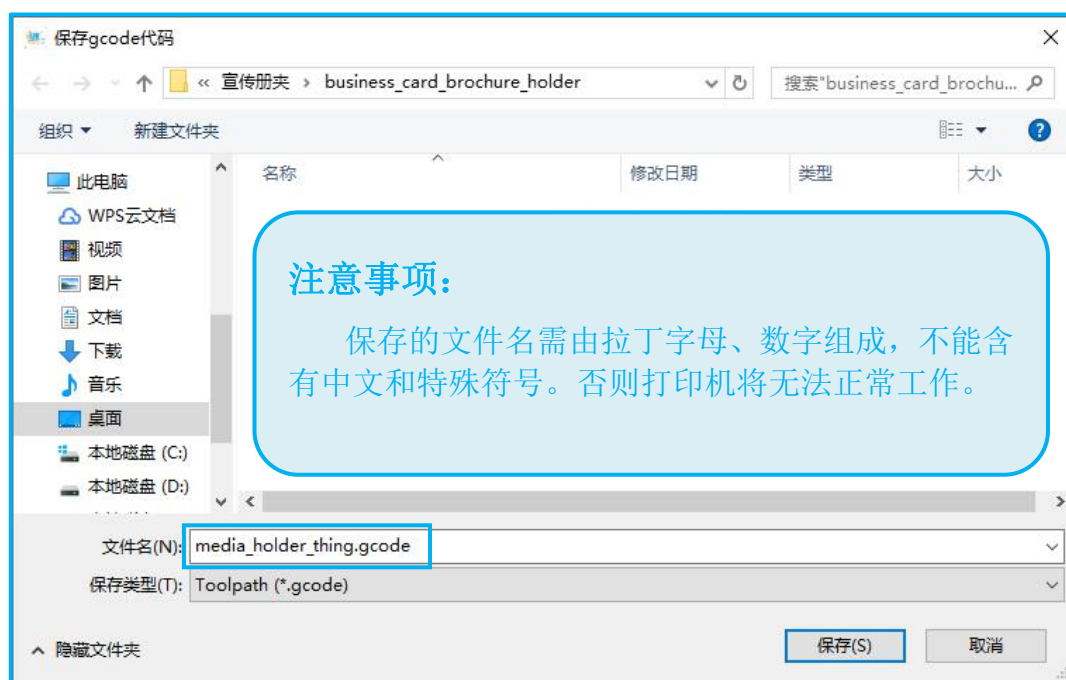 保存gcode代码
« 宣传册夹 › business_card_brochure_holder
搜索"business_card_brochu...
组织
新建文件夹
名称
修改日期
类型
大小
此电脑
WPS云文档
视频
图片
文档
下载
音乐
桌面
本地磁盘 (C:)
本地磁盘 (D:)
注意事项:
保存的文件名需由拉丁字母、数字组成，不能含
有中文和特殊符号。否则打印机将无法正常工作。
文件名(N): media_holder_thing.gcode
保存类型(T): Toolpath (*.gcode)
隐藏文件夹
保存(S)
取消